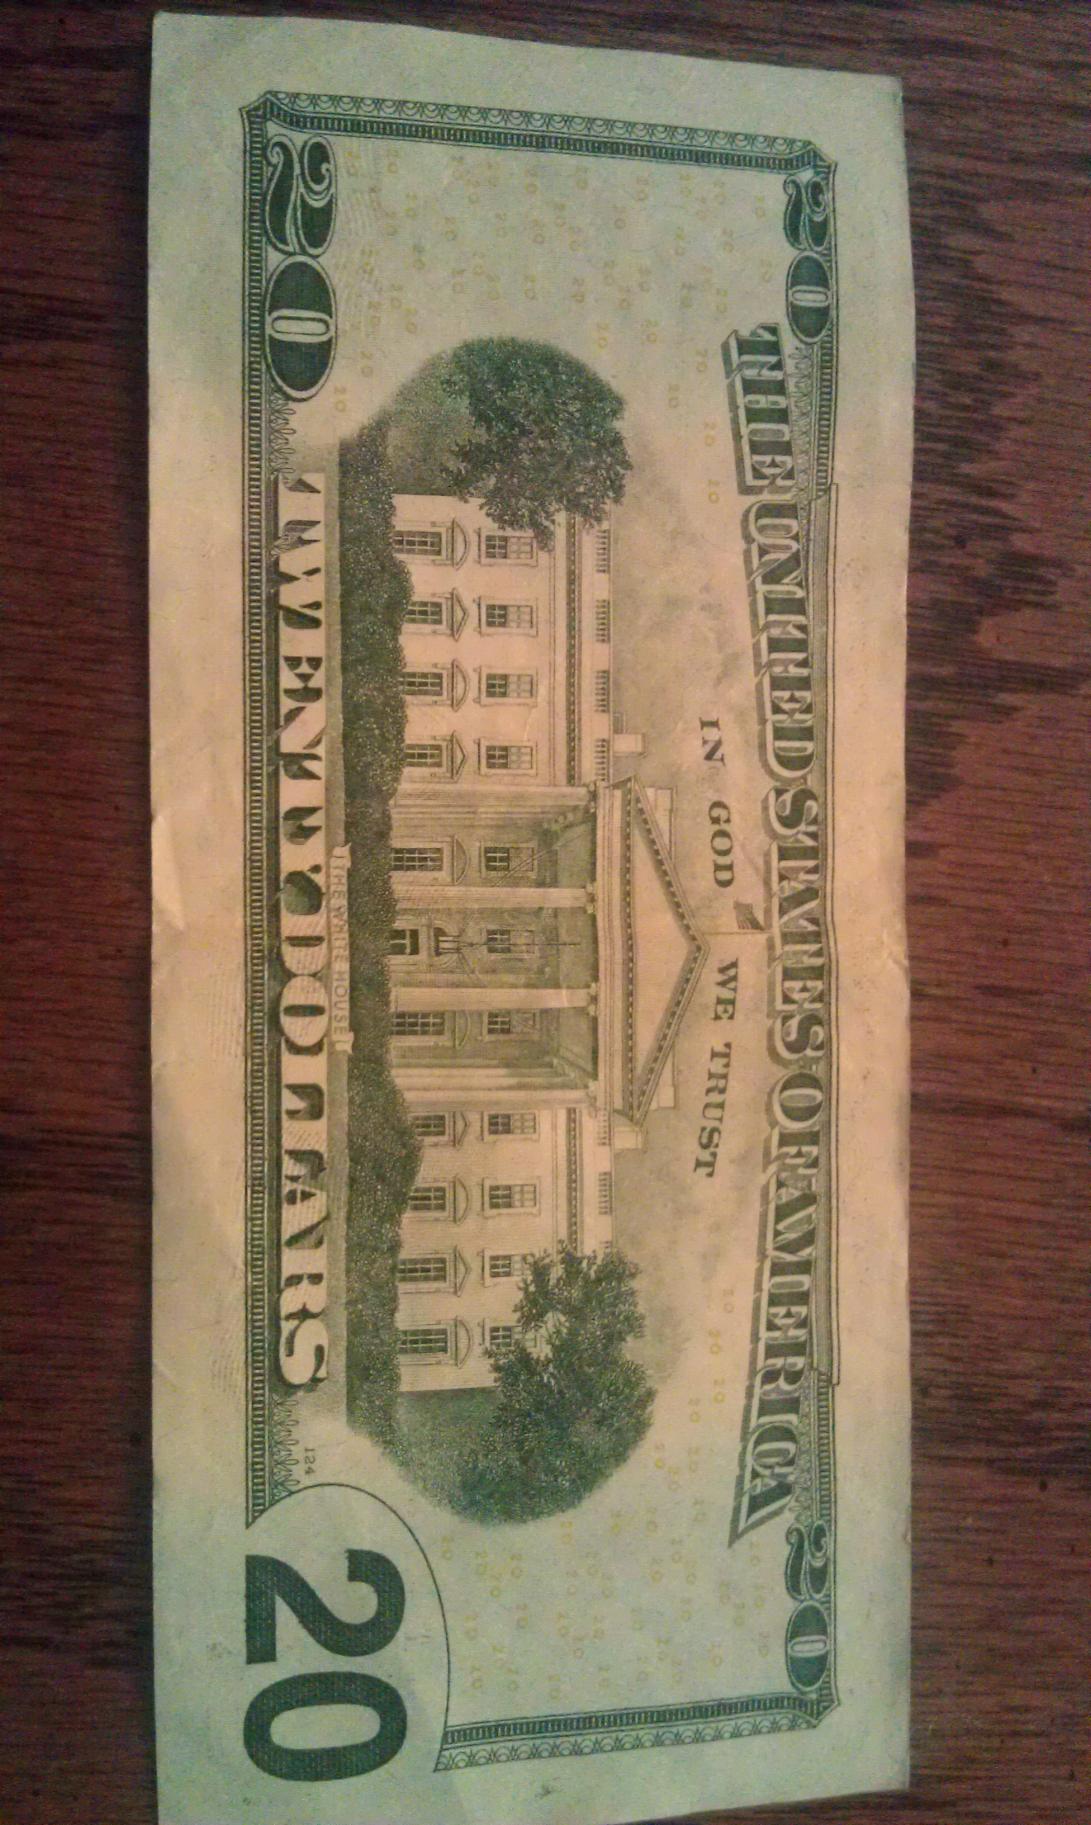 20 20
THE UNITED STATES OF AMERICA
IN GOD WE TRUST
THE WHITE HOUSE
124
20 TWENTY DOLLARS 20